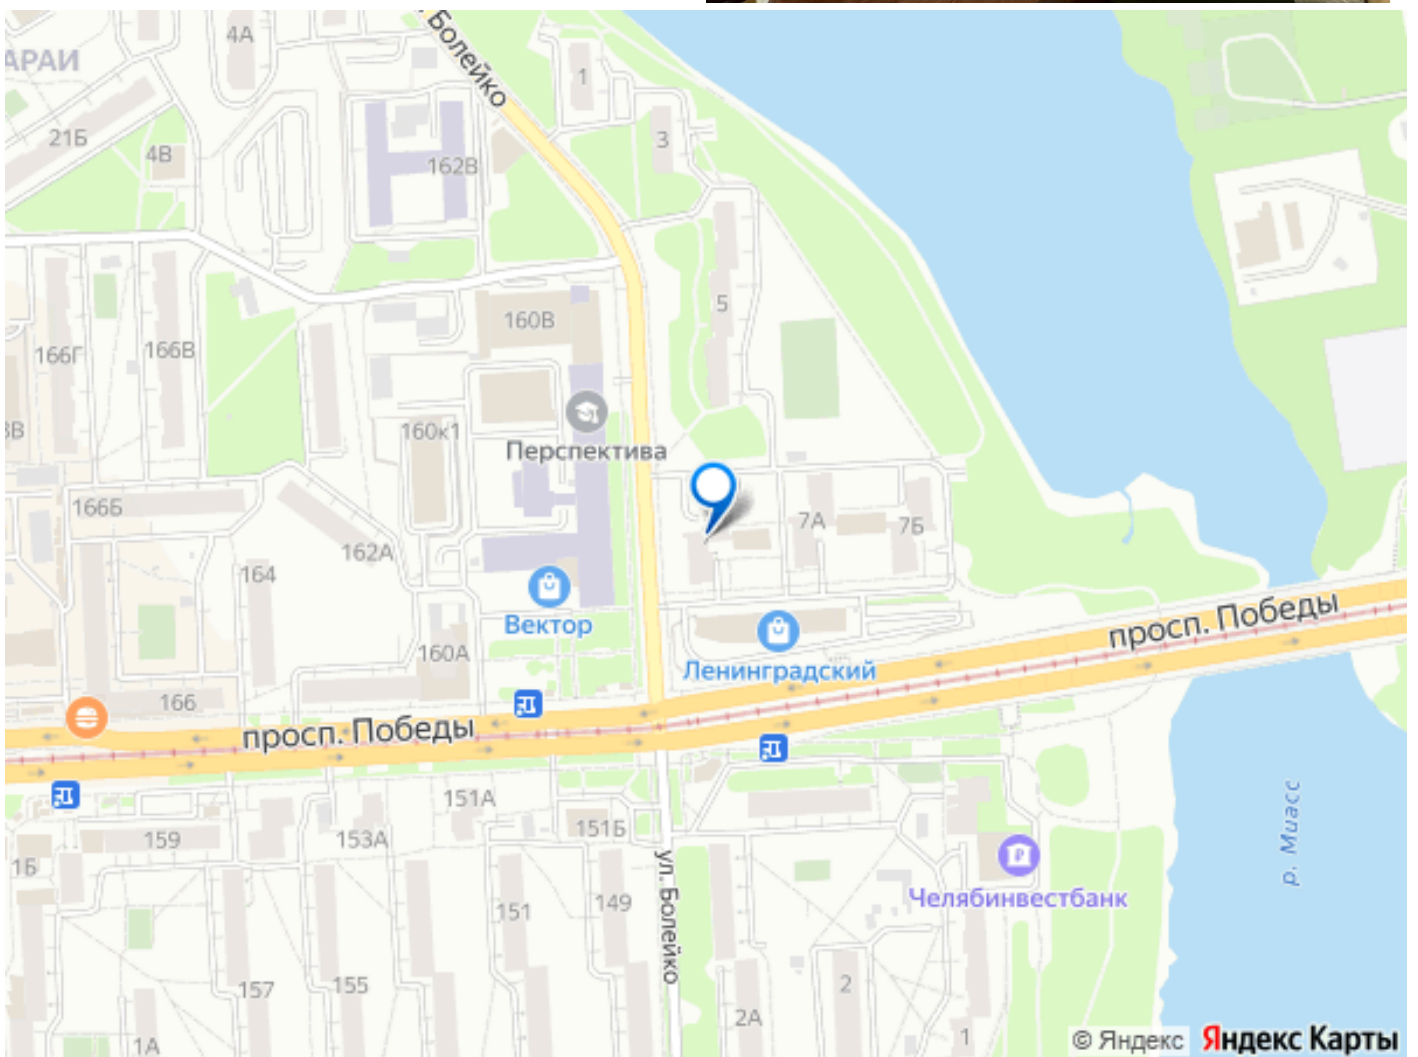 ул. Болейко
4А
АРАИ
1
21Б
4В
162В
3
5
160В
166Г
166В
3В
160к1
Перспектива
166Б
7А
7Б
162А
164
Вектор
просп. Победы
160А
Ленинградский
166
просп. Победы
151А
151Б
159
153А
1Б
ул. Болейко
р. Миасс
Челябинвестбанк
151
149
157
155
2
2А
1
1А
© Яндекс Яндекс Карты